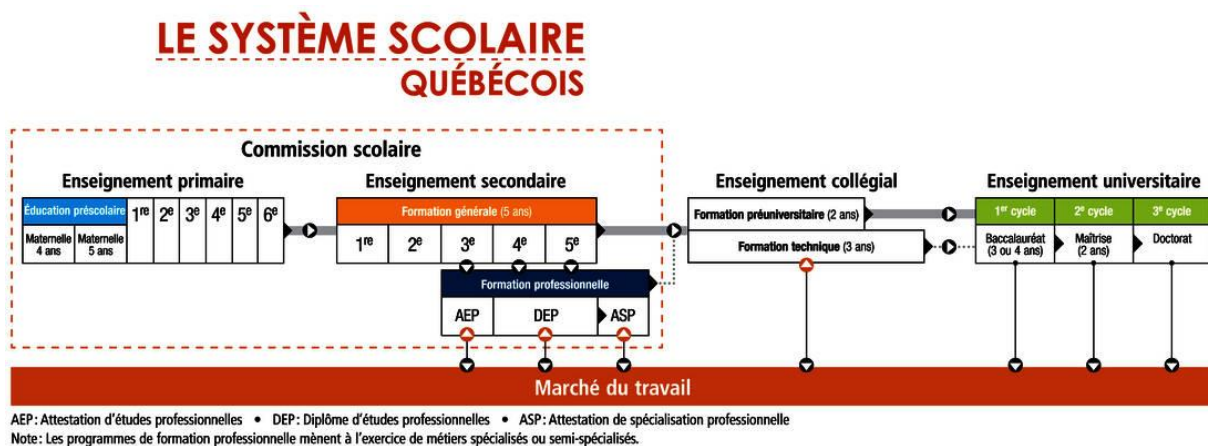 LE SYSTÈME SCOLAIRE
QUÉBÉCOIS
Commission scolaire
Enseignement primaire
Éducation préscolaire
Maternelle
4 ans
Maternelle
5 ans
1re 2e 3e 4e 5e 6e
Enseignement secondaire
Formation générale (5 ans)
1re 2e 3e 4e 5e
Formation professionnelle
AEP DEP ASP
Enseignement collégial
Formation préuniversitaire (2 ans)
Formation technique (3 ans)
Enseignement universitaire
1er cycle 2e cycle 3e cycle
Baccalauréat
(3 ou 4 ans)
Maîtrise
(2 ans)
Doctorat
Marché du travail
AEP : Attestation d'études professionnelles • DEP : Diplôme d'études professionnelles • ASP : Attestation de spécialisation professionnelle
Note : Les programmes de formation professionnelle mènent à l'exercice de métiers spécialisés ou semi-spécialisés.